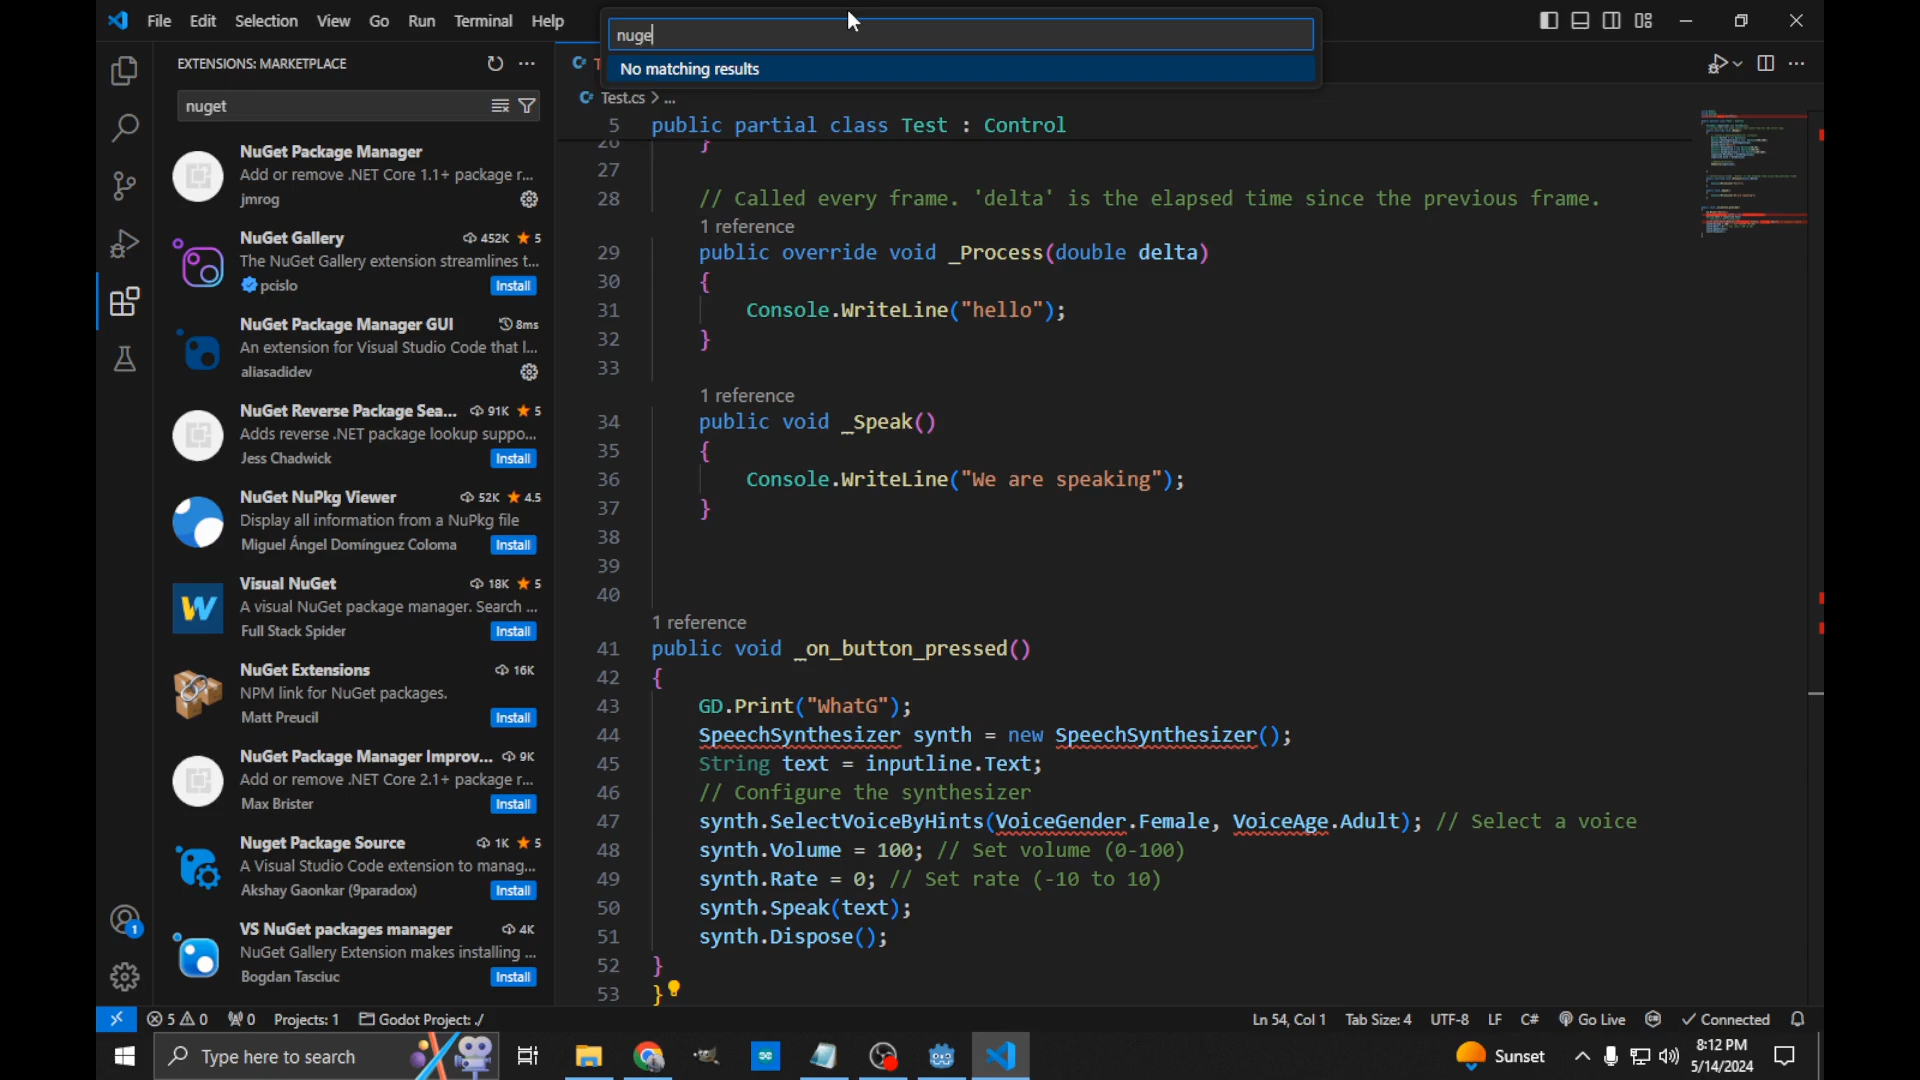 File Edit Selection View Go Run Terminal Help
nuge
No matching results
EXTENSIONS: MARKETPLACE
nuget
NuGet Package Manager
Add or remove .NET Core 1.1+ package r...
jmrog
NuGet Gallery 452K 5
The NuGet Gallery extension streamlines t...
pcislo Install
NuGet Package Manager GUI 8ms
An extension for Visual Studio Code that l...
aliasadidev
NuGet Reverse Package Sea... 91K 5
Adds reverse .NET package lookup suppo...
Jess Chadwick Install
NuGet NuPkg Viewer 52K 4.5
Display all information from a NuPkg file
Miguel Ángel Domínguez Coloma Install
Visual NuGet 18K 5
A visual NuGet package manager. Search ...
Full Stack Spider Install
NuGet Extensions 16K
NPM link for NuGet packages.
Matt Preucil Install
NuGet Package Manager Improv... 9K
Add or remove .NET Core 2.1+ package r...
Max Brister Install
Nuget Package Source 1K 5
A Visual Studio Code extension to manag...
Akshay Gaonkar (9paradox) Install
VS NuGet packages manager 4K
NuGet Gallery Extension makes installing ...
Bogdan Tasciuc Install
Test.cs > ...
5 public partial class Test : Control
26 }
27
28 // Called every frame. 'delta' is the elapsed time since the previous frame.
1 reference
29 public override void _Process(double delta)
30 {
31 Console.WriteLine("hello");
32 }
33
1 reference
34 public void _Speak()
35 {
36 Console.WriteLine("We are speaking");
37 }
38
39
40
1 reference
41 public void _on_button_pressed()
42 {
43 GD.Print("WhatG");
44 SpeechSynthesizer synth = new SpeechSynthesizer();
45 String text = inputline.Text;
46 // Configure the synthesizer
47 synth.SelectVoiceByHints(VoiceGender.Female, VoiceAge.Adult); // Select a voice
48 synth.Volume = 100; // Set volume (0-100)
49 synth.Rate = 0; // Set rate (-10 to 10)
50 synth.Speak(text);
51 synth.Dispose();
52 }
53 }
1
5 0 0 Projects: 1 Godot Project: ./ Ln 54, Col 1 Tab Size: 4 UTF-8 LF C# Go Live Connected
Type here to search
Sunset
8:12 PM
5/14/2024